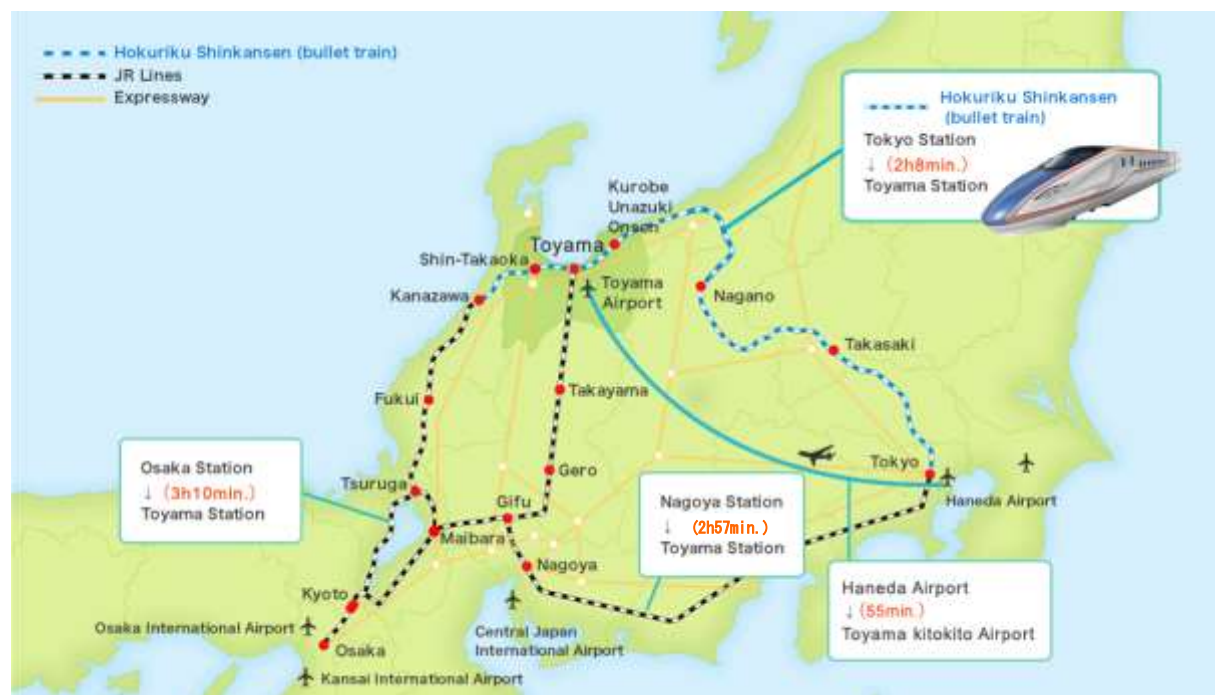 Hokuriku Shinkansen (bullet train)
JR Lines
Expressway
Hokuriku Shinkansen
(bullet train)
Tokyo Station
↓ (2h8min.)
Toyama Station
Kurobe
Unazuki
Onsen
Toyama
Shin-Takaoka
Toyama
Airport
Kanazawa
Nagano
Takasaki
Takayama
Fukui
Osaka Station
↓ (3h10min.)
Toyama Station
Tsuruga
Gero
Tokyo
Haneda Airport
Nagoya Station
↓ (2h57min.)
Toyama Station
Gifu
Maibara
Nagoya
Kyoto
Haneda Airport
↓(55min.)
Toyama kitokito Airport
Osaka International Airport
Central Japan
International Airport
Osaka
Kansai International Airport